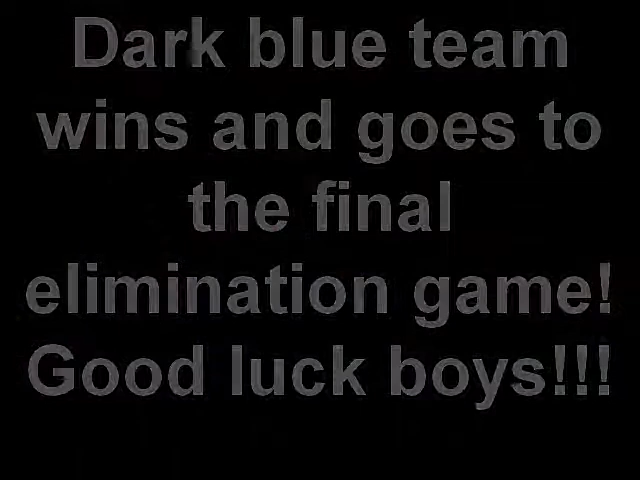 Dark blue team
wins and goes to
the final
elimination game!
Good luck boys!!!